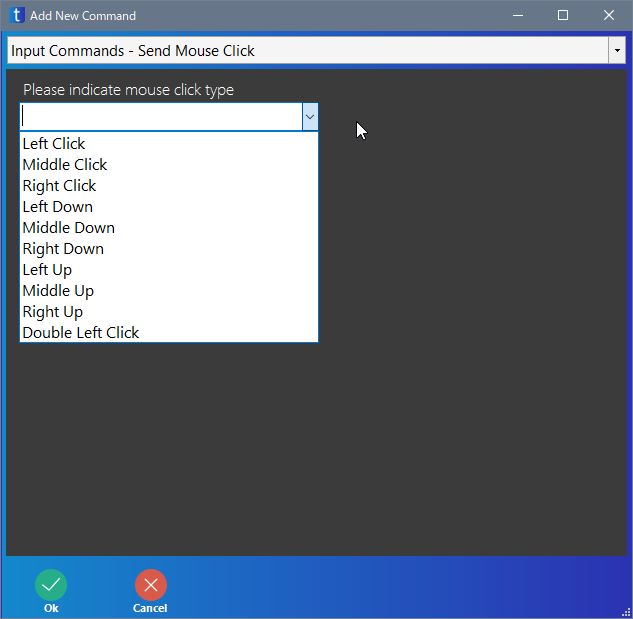 t Add New Command
Input Commands - Send Mouse Click
Please indicate mouse click type
Left Click
Middle Click
Right Click
Left Down
Middle Down
Right Down
Left Up
Middle Up
Right Up
Double Left Click
Ok Cancel